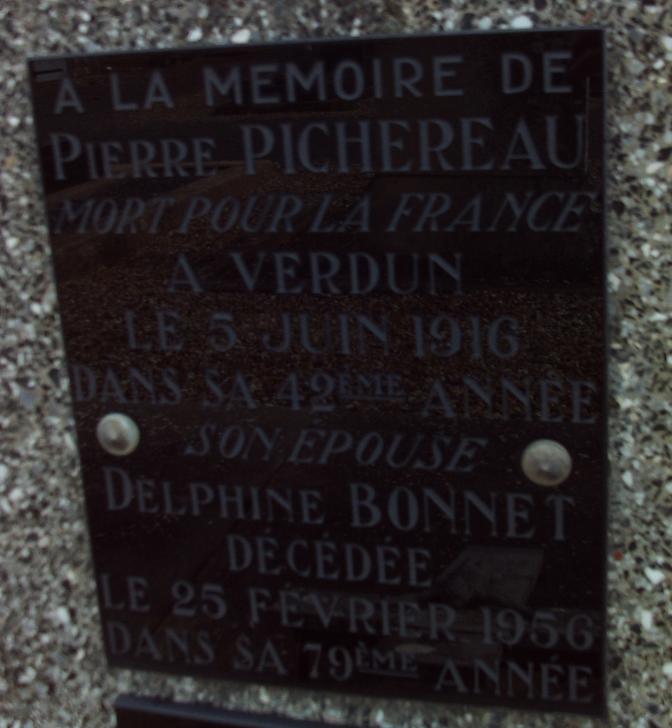 A LA MEMOIRE DE
PIERRE PICHEREAU
MORT POUR LA FRANCE
A VERDUN
LE 5 JUIN 1916
DANS SA 42ÈME ANNÉE
SON ÉPOUSE
DELPHINE BONNET
DÉCÉDÉE
LE 25 FÉVRIER 1956
DANS SA 79ÈME ANNÉE